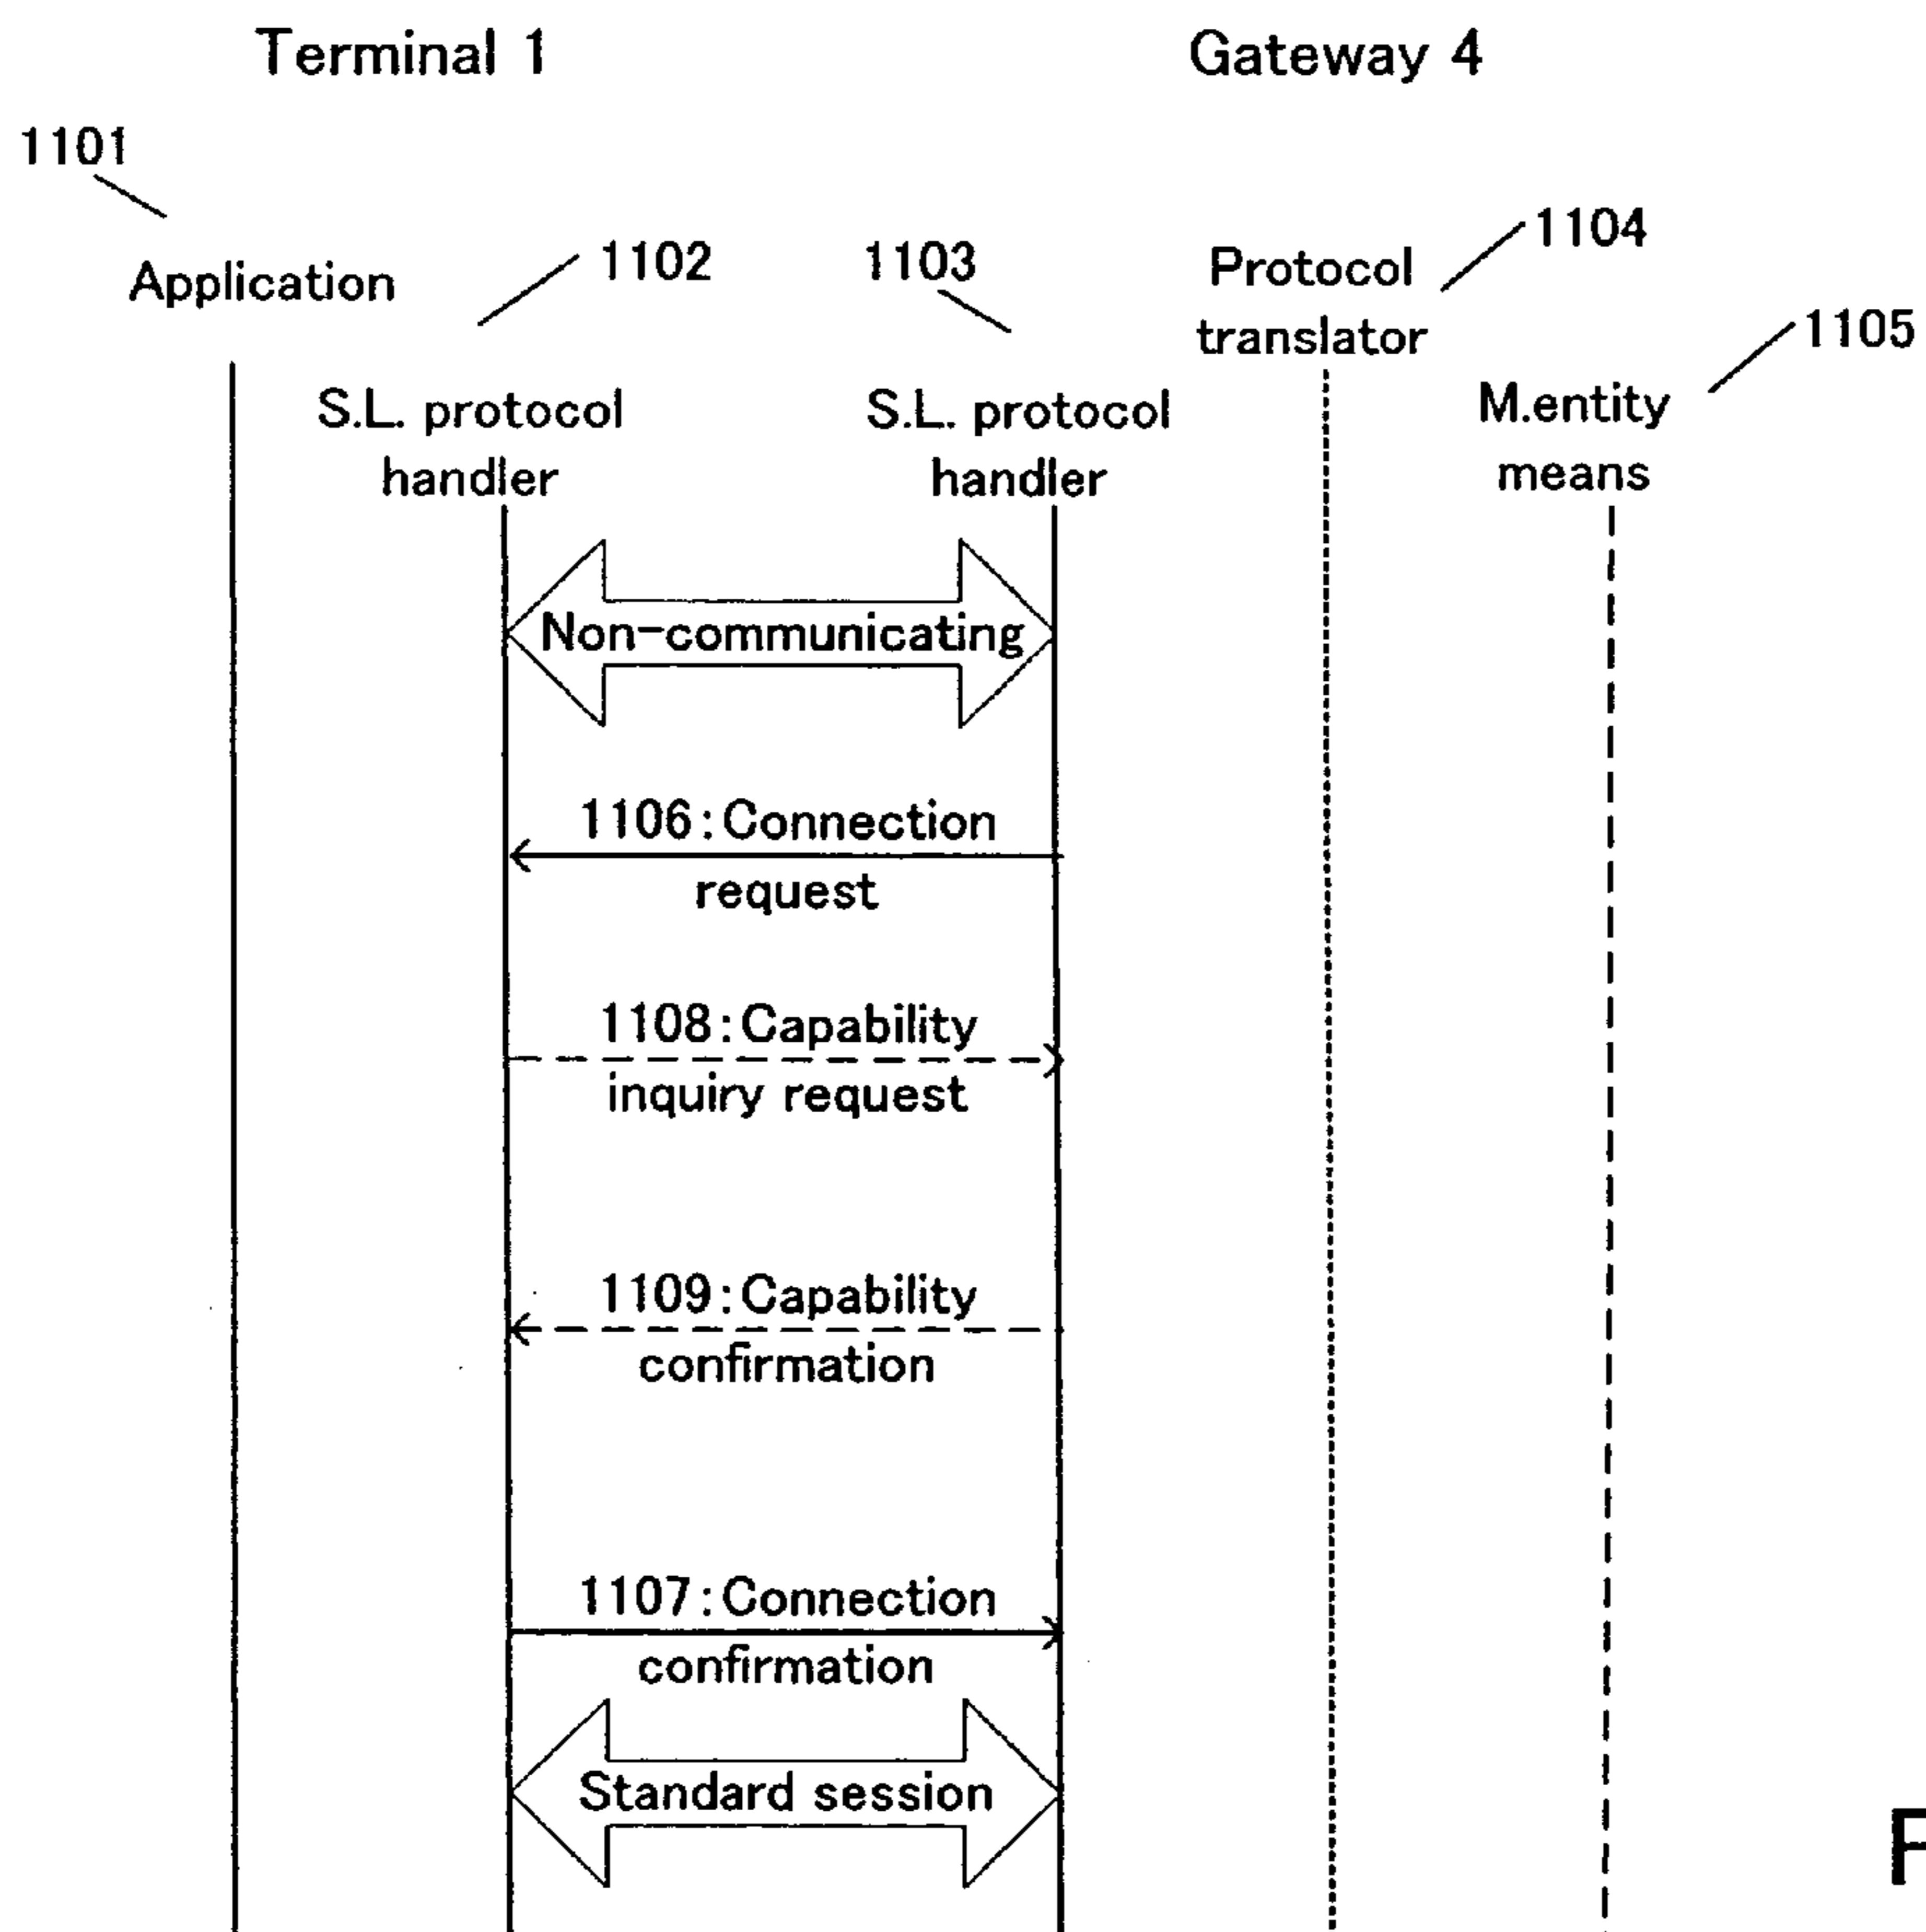 Terminal 1
Gateway 4
1101
1102
1103
1104
1105
Application
S.L. protocol
handler
S.L. protocol
handler
Protocol
translator
M.entity
means
Non-communicating
1106:Connection
request
1108:Capability
inquiry request
1109:Capability
confirmation
1107:Connection
confirmation
Standard session
F